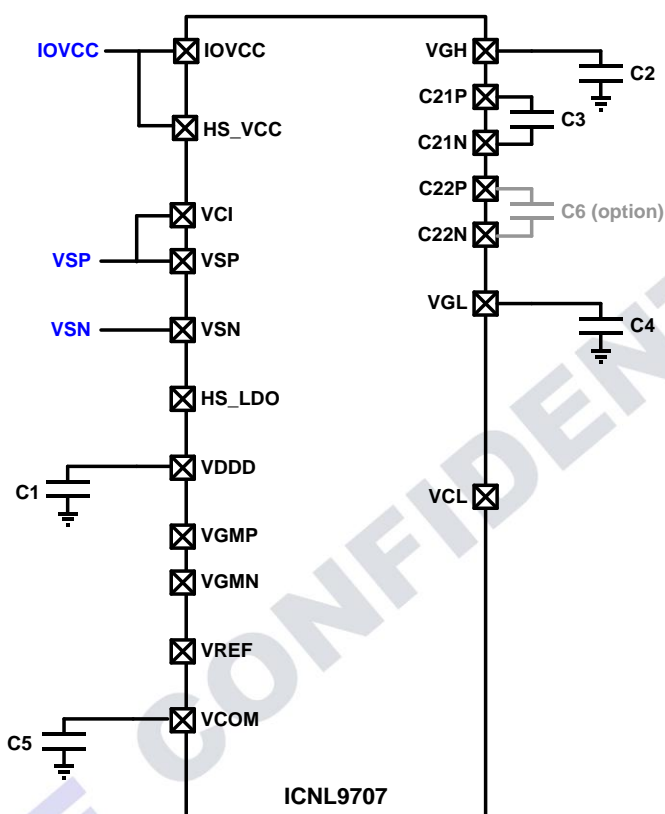 IOVCC
IOVCC
HS_VCC
VCI
VSP
VSP
VSN
VSN
HS_LDO
C1
VDDD
VGMP
VGMN
VREF
C5
VCOM
VGH
C2
C21P
C3
C21N
C22P
C6 (option)
C22N
VGL
C4
VCL
ICNL9707
CONFIDENT